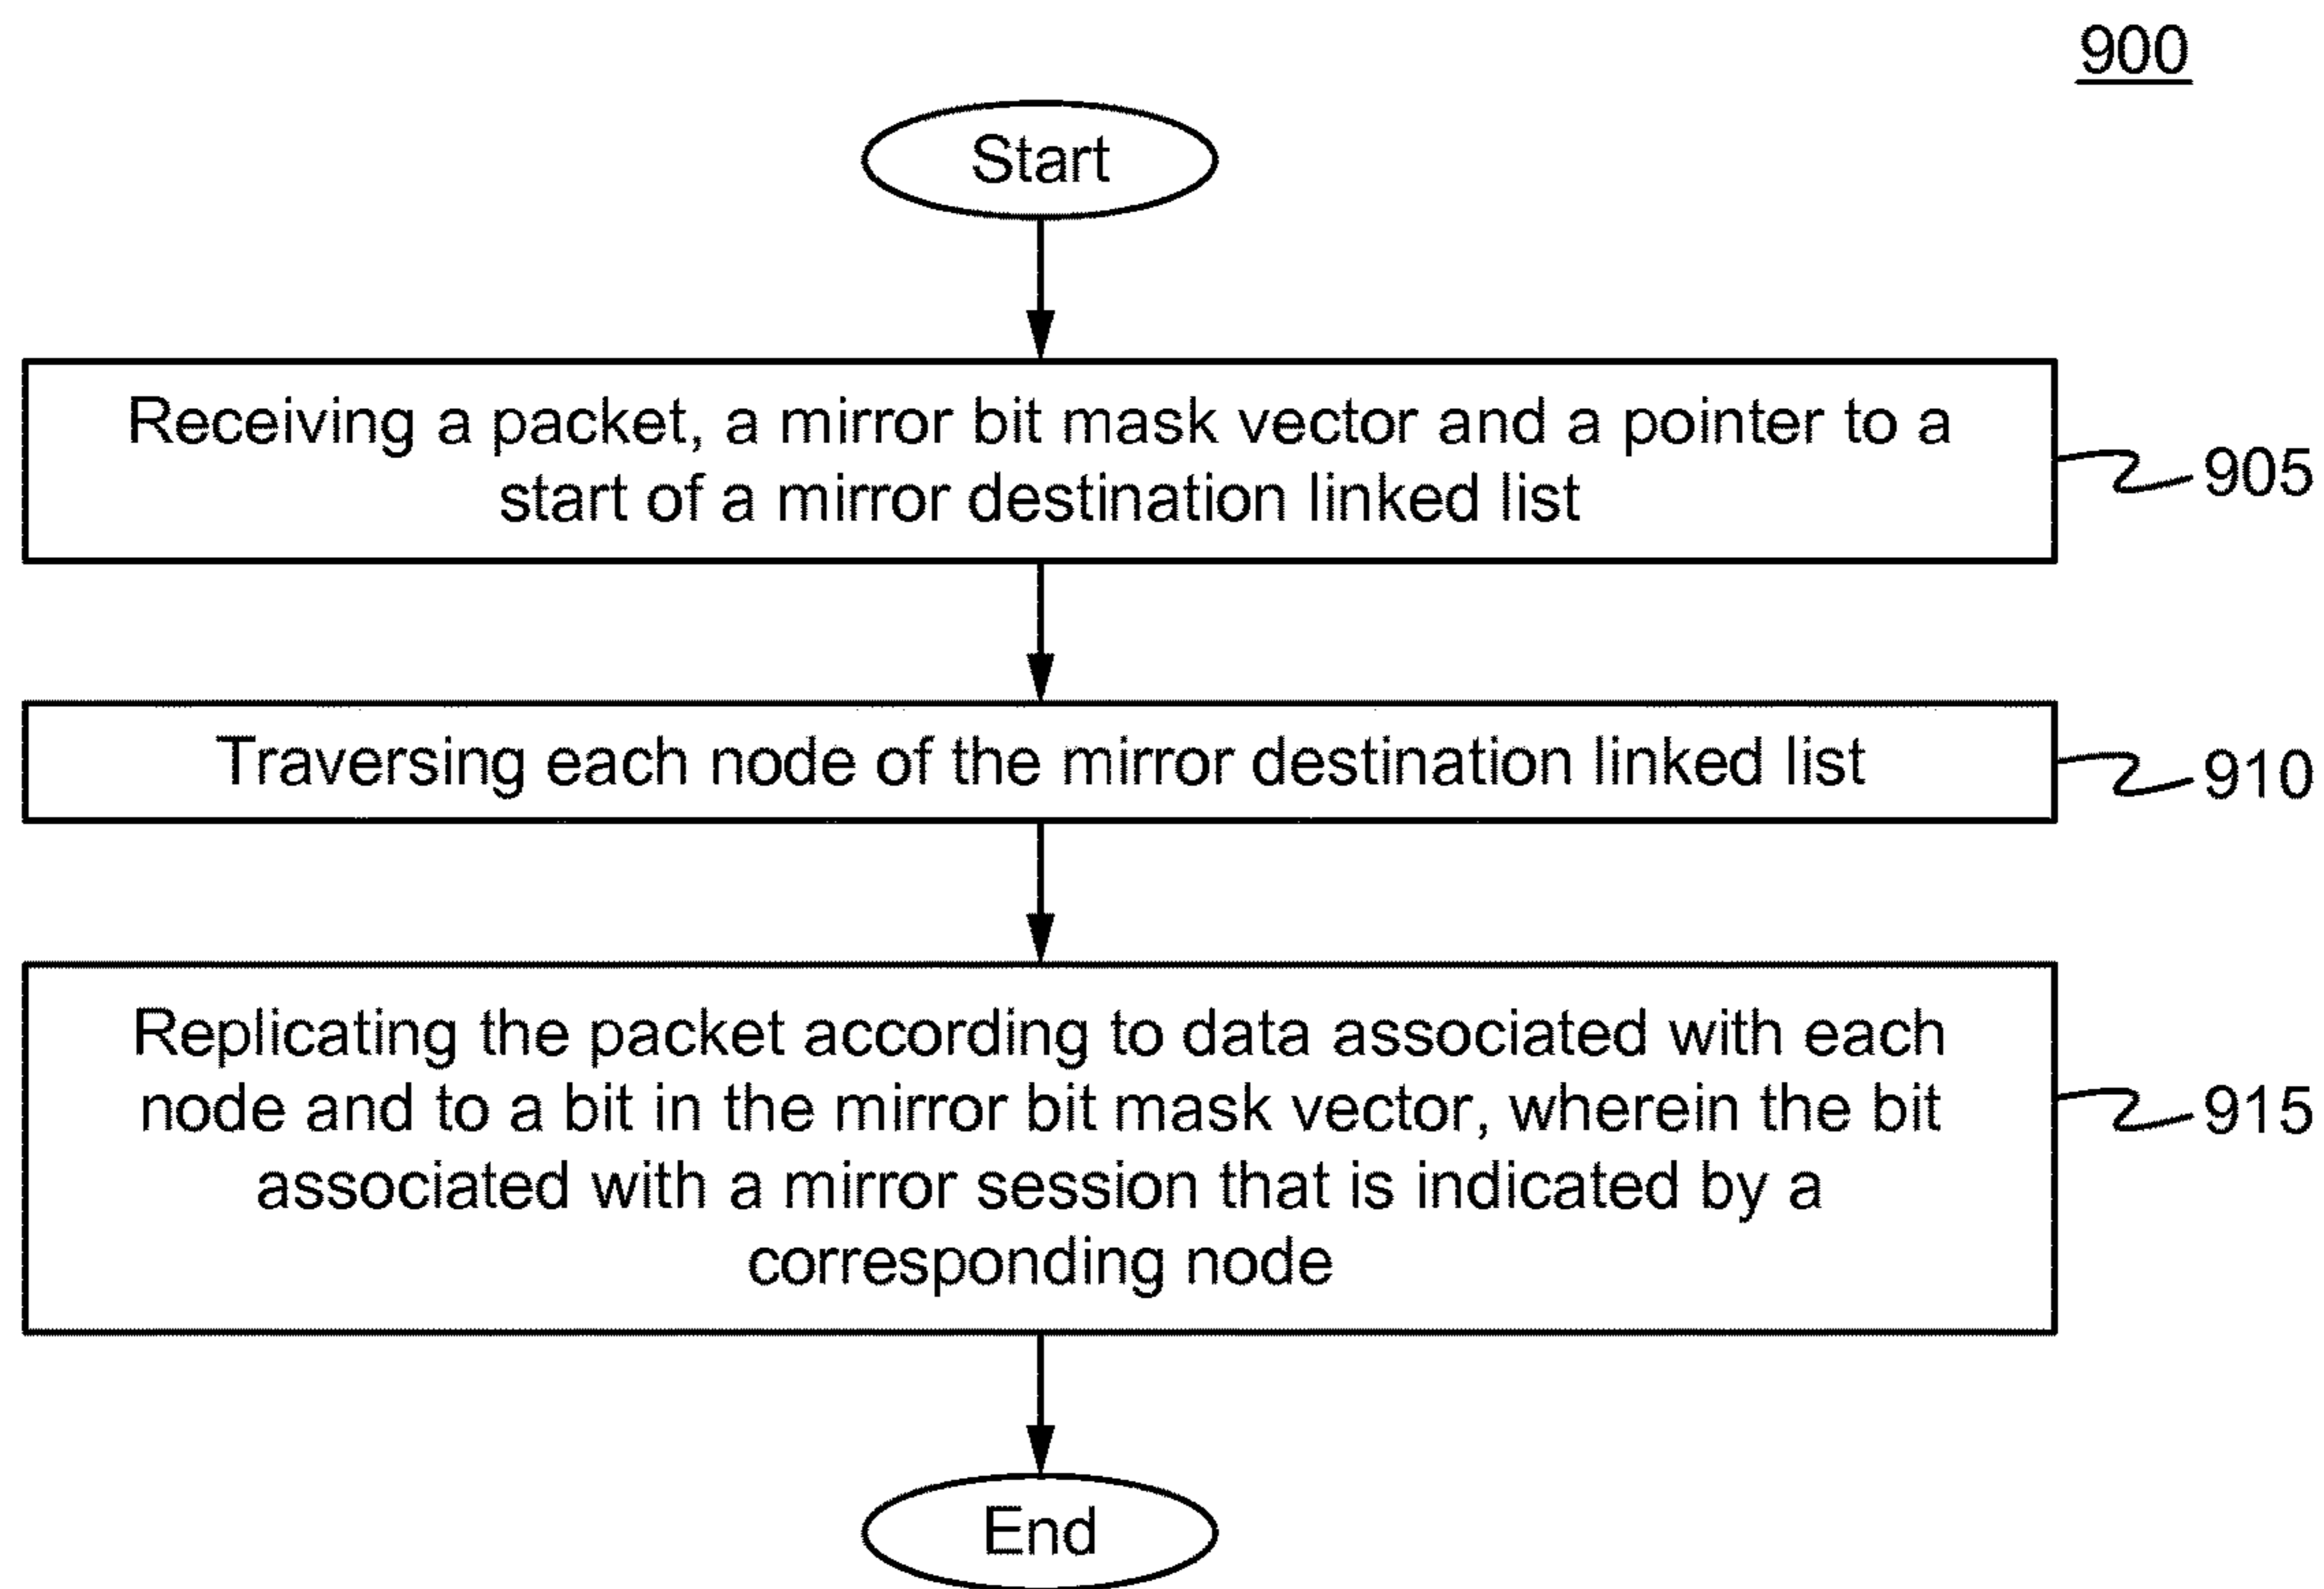 900
Start
Receiving a packet, a mirror bit mask vector and a pointer to a
start of a mirror destination linked list
905
Traversing each node of the mirror destination linked list
910
Replicating the packet according to data associated with each
node and to a bit in the mirror bit mask vector, wherein the bit
associated with a mirror session that is indicated by a
corresponding node
915
End